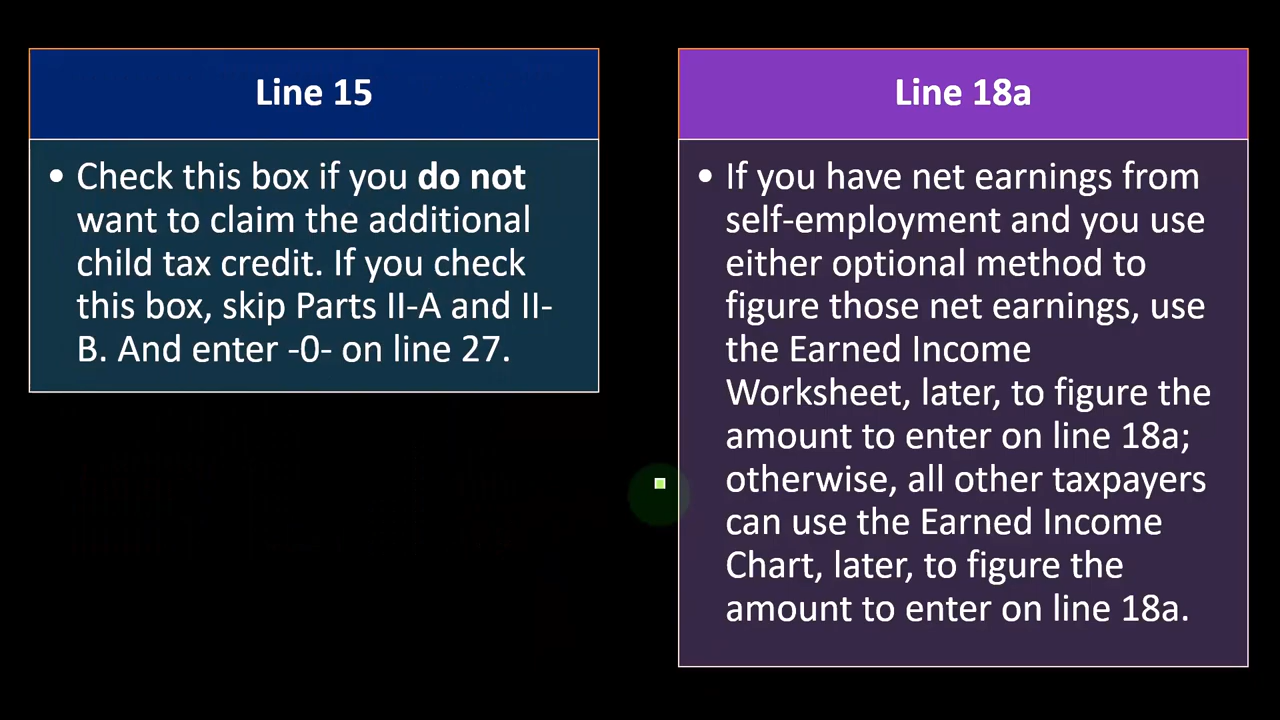 Line 15
• Check this box if you do not
want to claim the additional
child tax credit. If you check
this box, skip Parts II-A and II-
B. And enter -0- on line 27.
Line 18a
• If you have net earnings from
self-employment and you use
either optional method to
figure those net earnings, use
the Earned Income
Worksheet, later, to figure the
amount to enter on line 18a;
otherwise, all other taxpayers
can use the Earned Income
Chart, later, to figure the
amount to enter on line 18a.